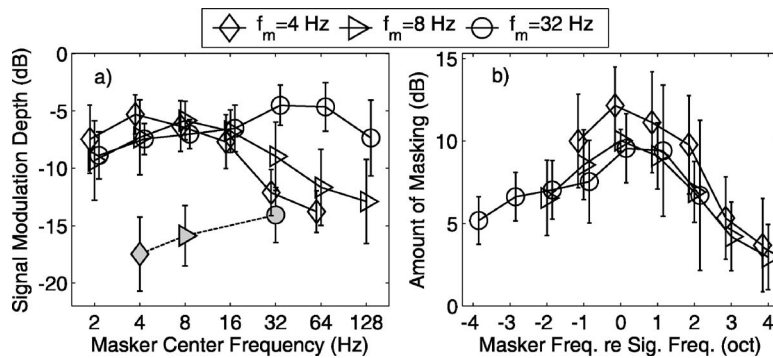 f_m=4 Hz f_m=8 Hz f_m=32 Hz
a)
Signal Modulation Depth (dB)
0
-5
-10
-15
-20
2 4 8 16 32 64 128
Masker Center Frequency (Hz)
b)
Amount of Masking (dB)
15
10
5
0
-4 -3 -2 -1 0 1 2 3 4
Masker Freq. re Sig. Freq. (oct)